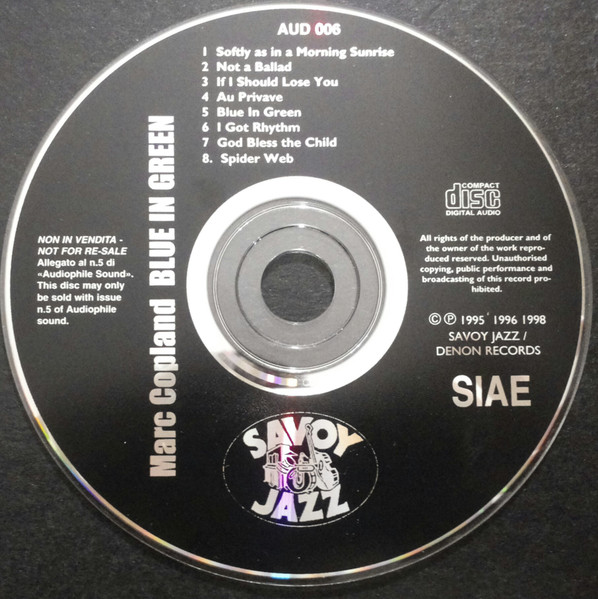 AUD 006
1 Softly as in a Morning Sunrise
2 Not a Ballad
3 If I Should Lose You
4 Au Privave
5 Blue In Green
6 I Got Rhythm
7 God Bless the Child
8. Spider Web
Marc Copland BLUE IN GREEN
NON IN VENDITA -
NOT FOR RE-SALE
Allegato al n.5 di
«Audiophile Sound».
This disc may only
be sold with issue
n.5 of Audiophile
sound.
COMPACT
disc
DIGITAL AUDIO
All rights of the producer and of
the owner of the work repro-
duced reserved. Unauthorised
copying, public performance and
broadcasting of this record pro-
hibited.
© ℗ 1995 ' 1996 1998
SAVOY JAZZ /
DENON RECORDS
SIAE
SAVOY
JAZZ